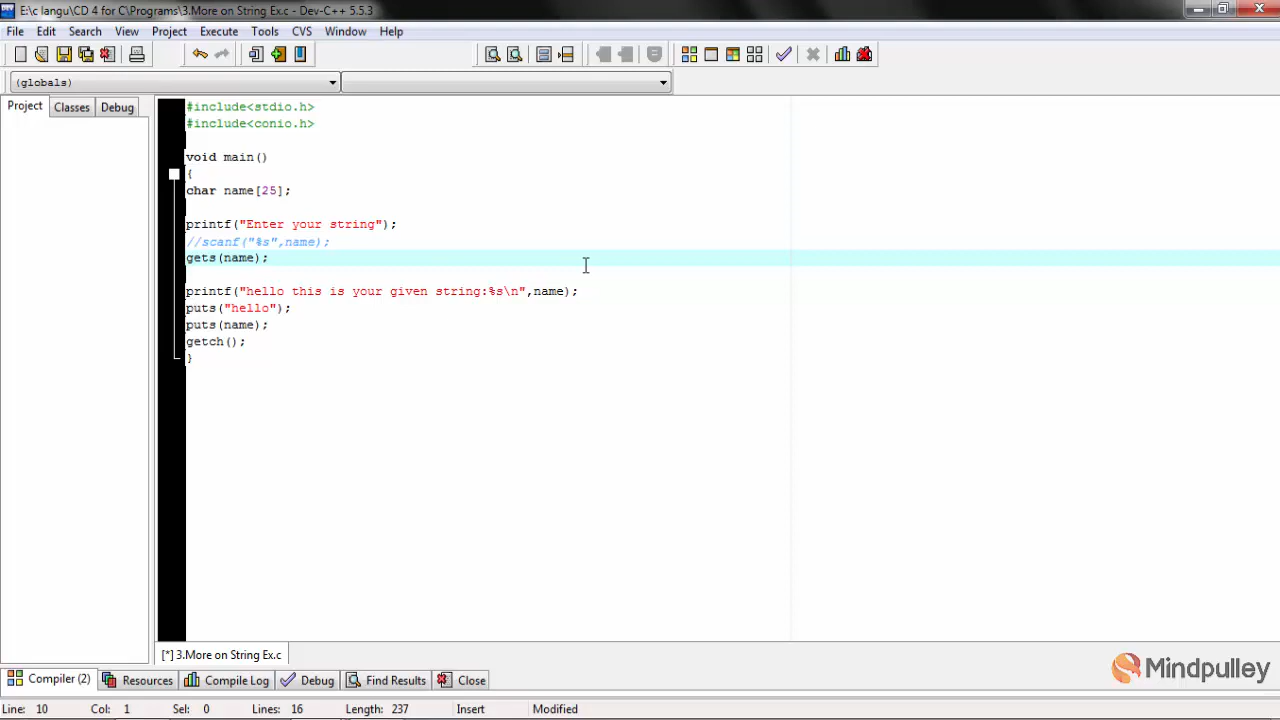 E:\c langu\CD 4 for C\Programs\3.More on String Ex.c - Dev-C++ 5.5.3
File Edit Search View Project Execute Tools CVS Window Help
(globals)
Project Classes Debug
#include<stdio.h>
#include<conio.h>
void main()
{
char name[25];
printf("Enter your string");
//scanf("%s",name);
gets(name);
printf("hello this is your given string:%s\n",name);
puts("hello");
puts(name);
getch();
}
[*] 3.More on String Ex.c
Mindpulley
Compiler (2) Resources Compile Log Debug Find Results Close
Line: 10 Col: 1 Sel: 0 Lines: 16 Length: 237 Insert Modified